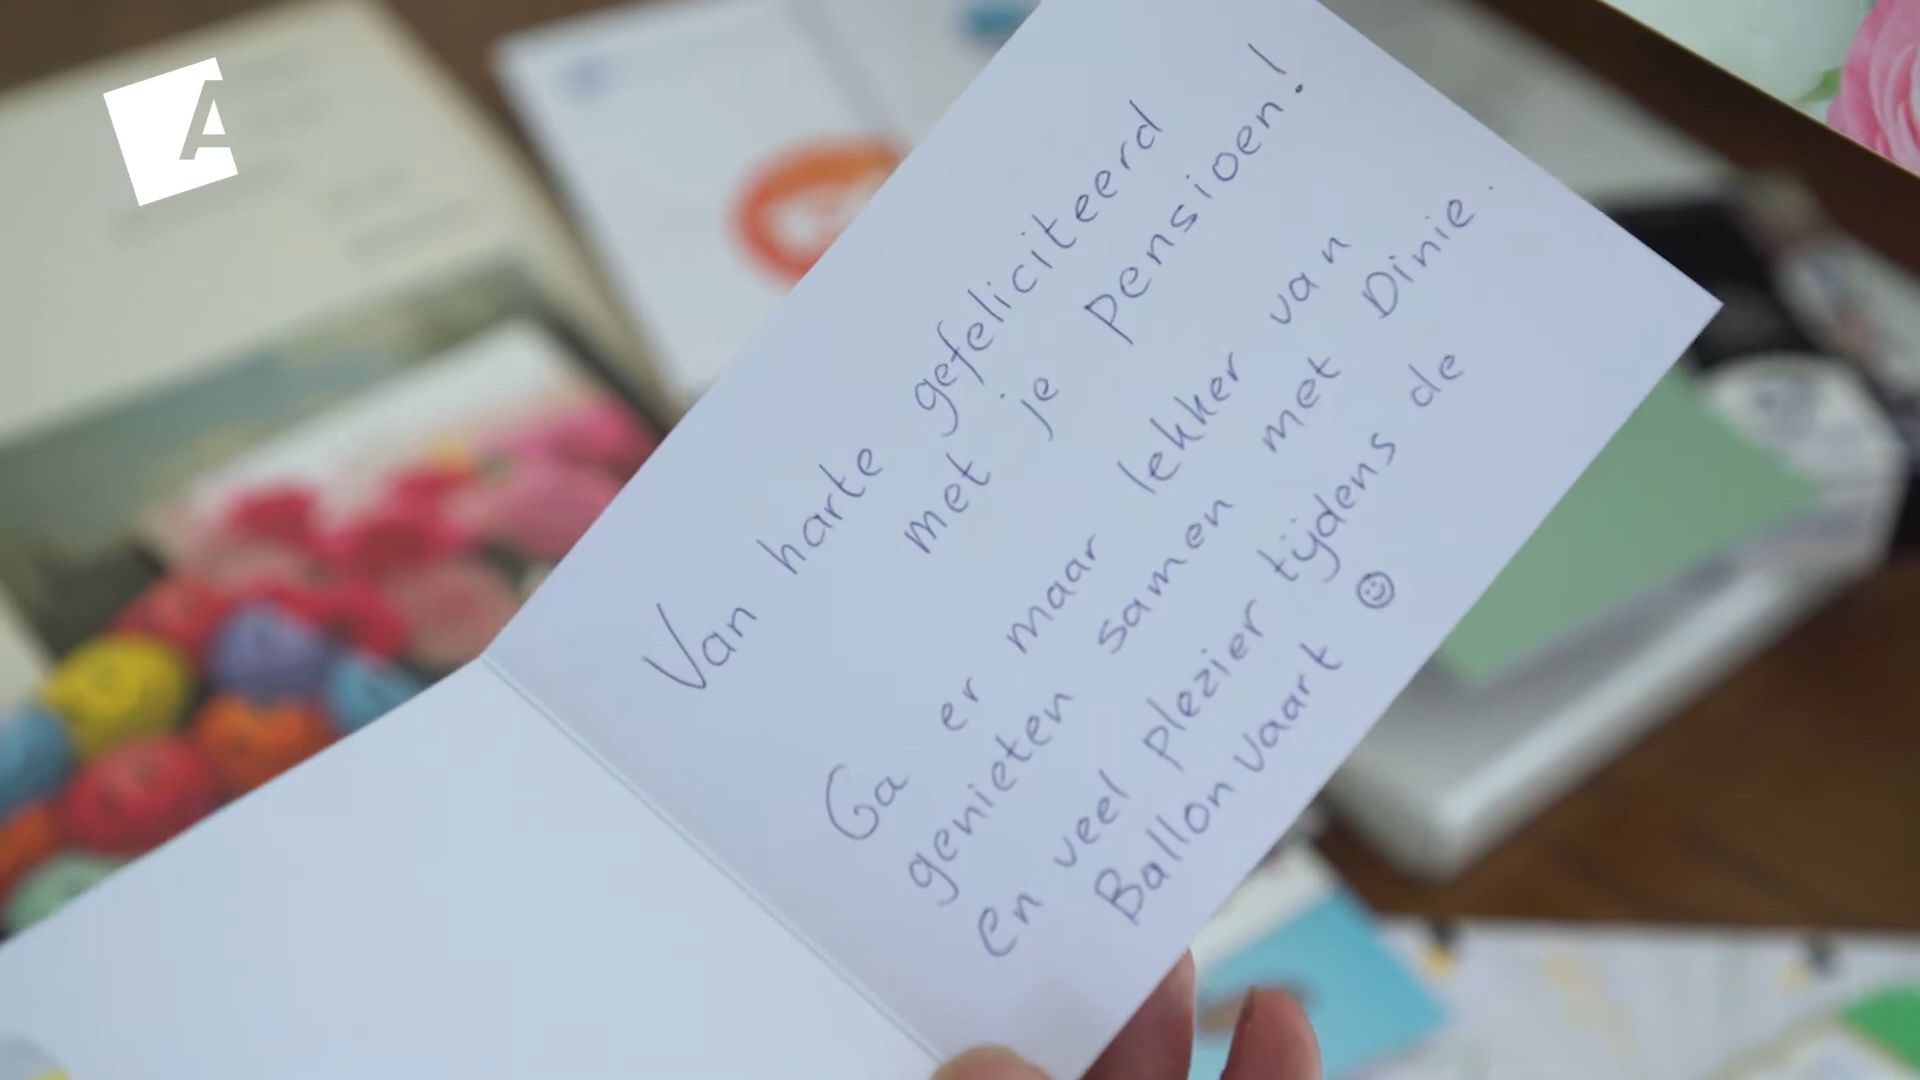 A
Van harte gefeliciteerd
met je pensioen!
Ga er maar lekker van
genieten samen met Dinie.
en veel plezier tijdens de
Ballonvaart ☺